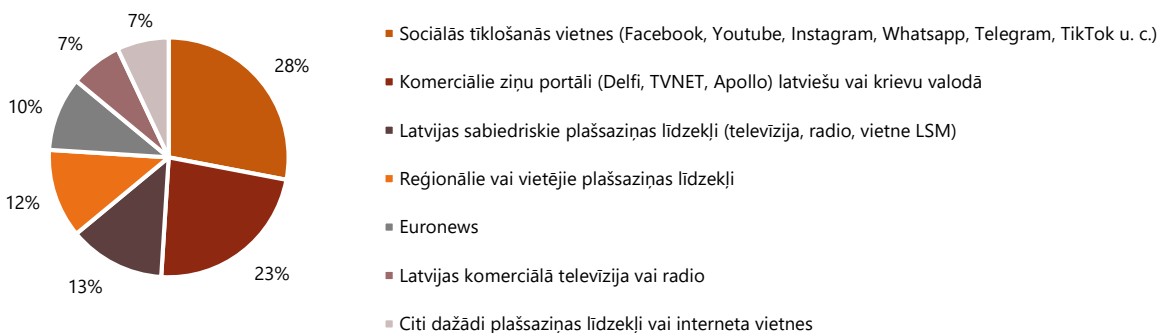 7%
7%
10%
12%
13%
23%
28%
Sociālās tīklošanās vietnes (Facebook, Youtube, Instagram, Whatsapp, Telegram, TikTok u. c.)
Komerciālie ziņu portāli (Delfi, TVNET, Apollo) latviešu vai krievu valodā
Latvijas sabiedriskie plašsaziņas līdzekļi (televīzija, radio, vietne LSM)
Reģionālie vai vietējie plašsaziņas līdzekļi
Euronews
Latvijas komerciālā televīzija vai radio
Citi dažādi plašsaziņas līdzekļi vai interneta vietnes